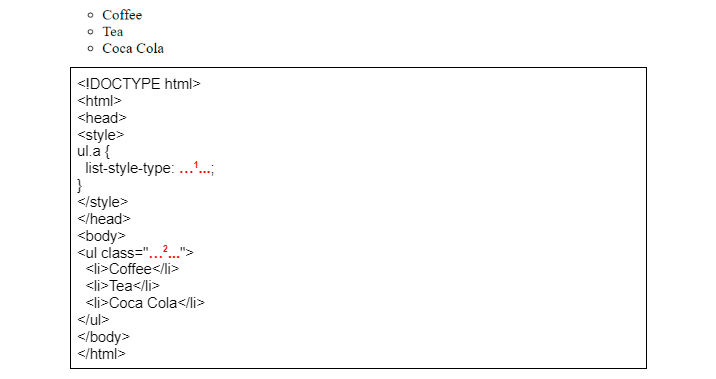 Coffee
Tea
Coca Cola
<!DOCTYPE html>
<html>
<head>
<style>
ul.a {
list-style-type: ...1...;
}
</style>
</head>
<body>
<ul class="...2...">
<li>Coffee</li>
<li>Tea</li>
<li>Coca Cola</li>
</ul>
</body>
</html>